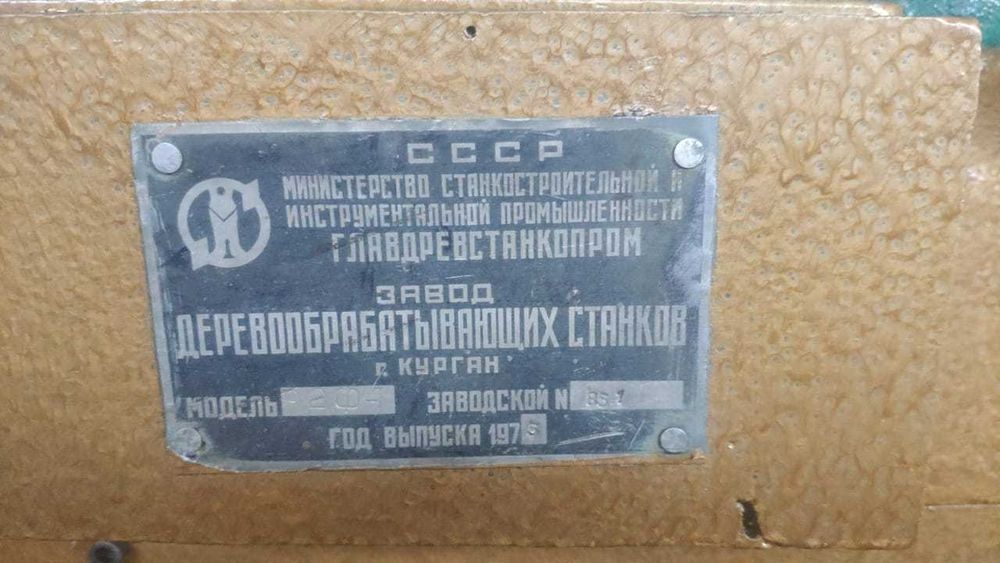 СССР
МИНИСТЕРСТВО СТАНКОСТРОИТЕЛЬНОЙ И
ИНСТРУМЕНТАЛЬНОЙ ПРОМЫШЛЕННОСТИ
ГЛАВДРЕВСТАНКОПРОМ
ЗАВОД
ДЕРЕВООБРАБАТЫВАЮЩИХ СТАНКОВ
г. КУРГАН
МОДЕЛЬ
ЗАВОДСКОЙ N
ГОД ВЫПУСКА